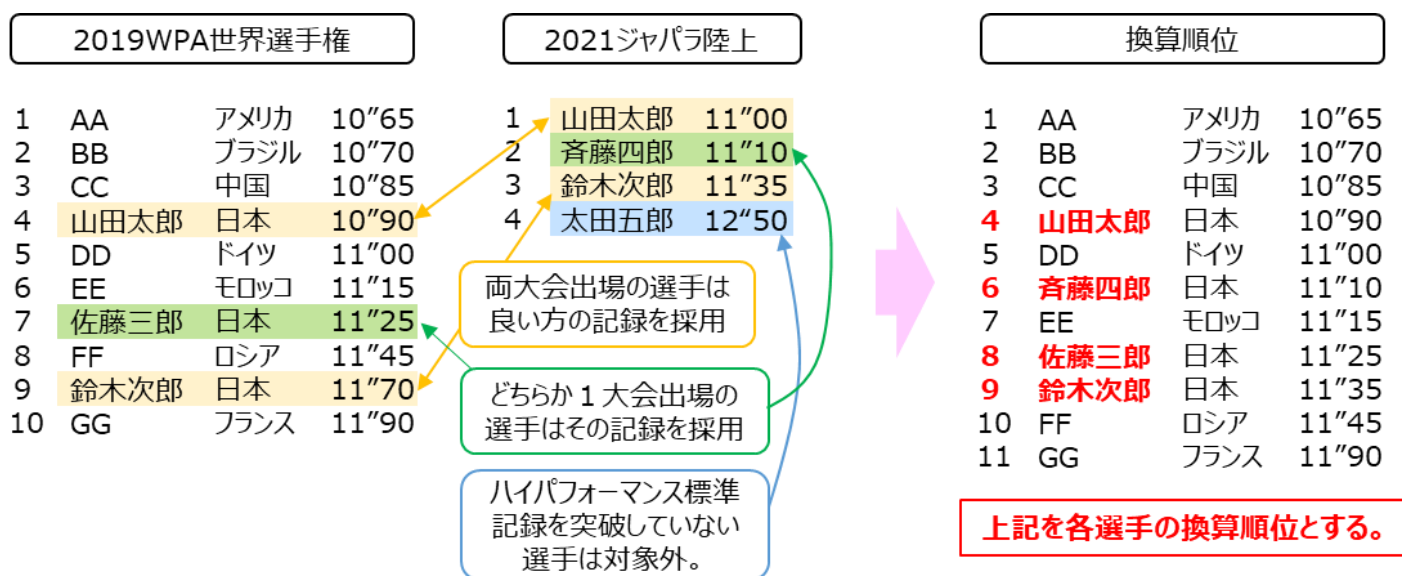 2019WPA世界選手権
1 AA アメリカ 10”65
2 BB ブラジル 10”70
3 CC 中国 10”85
4 山田太郎 日本 10”90
5 DD ドイツ 11”00
6 EE モロッコ 11”15
7 佐藤三郎 日本 11”25
8 FF ロシア 11”45
9 鈴木次郎 日本 11”70
10 GG フランス 11”90
2021ジャパラ陸上
1 山田太郎 11”00
2 斉藤四郎 11”10
3 鈴木次郎 11”35
4 太田五郎 12“50
両大会出場の選手は
良い方の記録を採用
どちらか1大会出場の
選手はその記録を採用
ハイパフォーマンス標準
記録を突破していない
選手は対象外。
換算順位
1 AA アメリカ 10”65
2 BB ブラジル 10”70
3 CC 中国 10”85
4 山田太郎 日本 10”90
5 DD ドイツ 11”00
6 斉藤四郎 日本 11”10
7 EE モロッコ 11”15
8 佐藤三郎 日本 11”25
9 鈴木次郎 日本 11”35
10 FF ロシア 11”45
11 GG フランス 11”90
上記を各選手の換算順位とする。